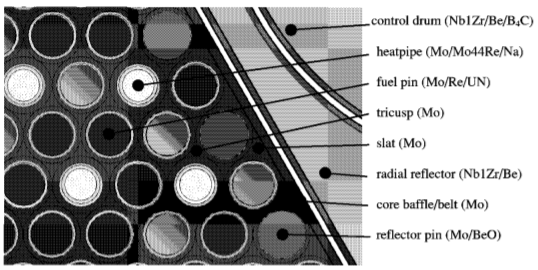 control drum (Nb1Zr/Be/B₄C)
heatpipe (Mo/Mo44Re/Na)
fuel pin (Mo/Re/UN)
tricusp (Mo)
slat (Mo)
radial reflector (Nb1Zr/Be)
core baffle/belt (Mo)
reflector pin (Mo/BeO)